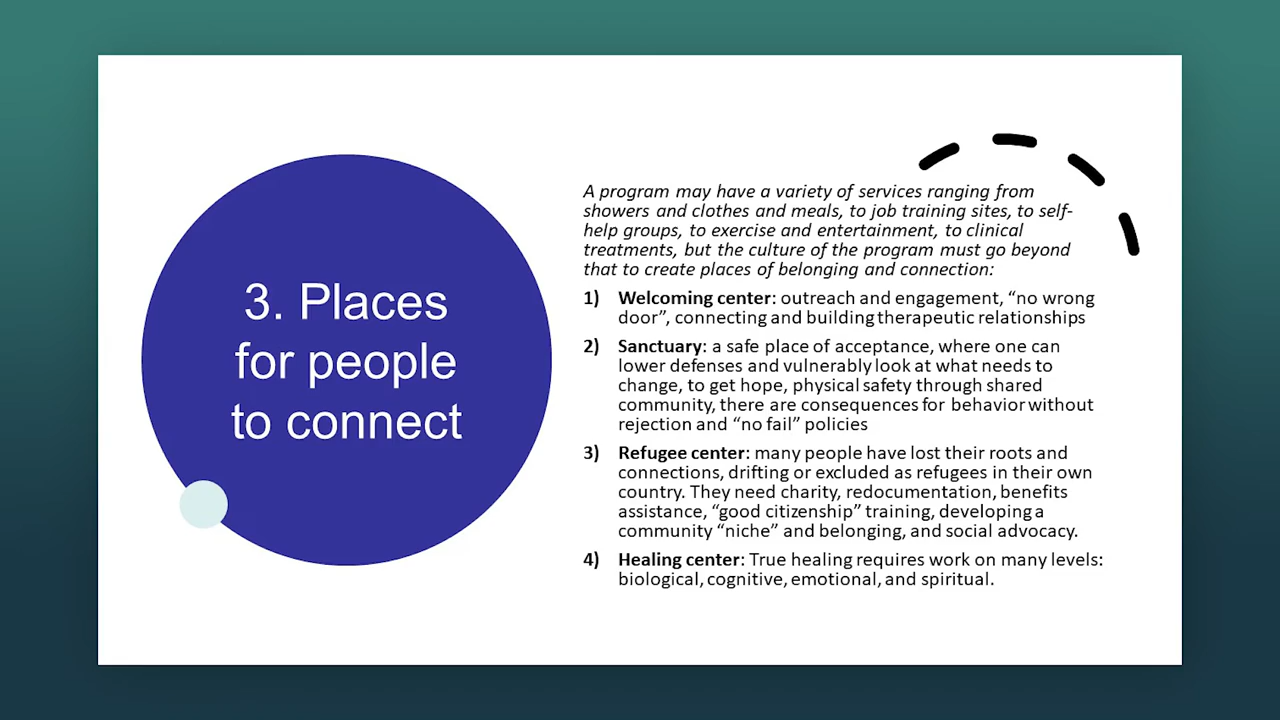 3. Places
for people
to connect
A program may have a variety of services ranging from
showers and clothes and meals, to job training sites, to self-
help groups, to exercise and entertainment, to clinical
treatments, but the culture of the program must go beyond
that to create places of belonging and connection:
1) Welcoming center: outreach and engagement, “no wrong
door”, connecting and building therapeutic relationships
2) Sanctuary: a safe place of acceptance, where one can
lower defenses and vulnerably look at what needs to
change, to get hope, physical safety through shared
community, there are consequences for behavior without
rejection and “no fail” policies
3) Refugee center: many people have lost their roots and
connections, drifting or excluded as refugees in their own
country. They need charity, redocumentation, benefits
assistance, “good citizenship” training, developing a
community “niche” and belonging, and social advocacy.
4) Healing center: True healing requires work on many levels:
biological, cognitive, emotional, and spiritual.